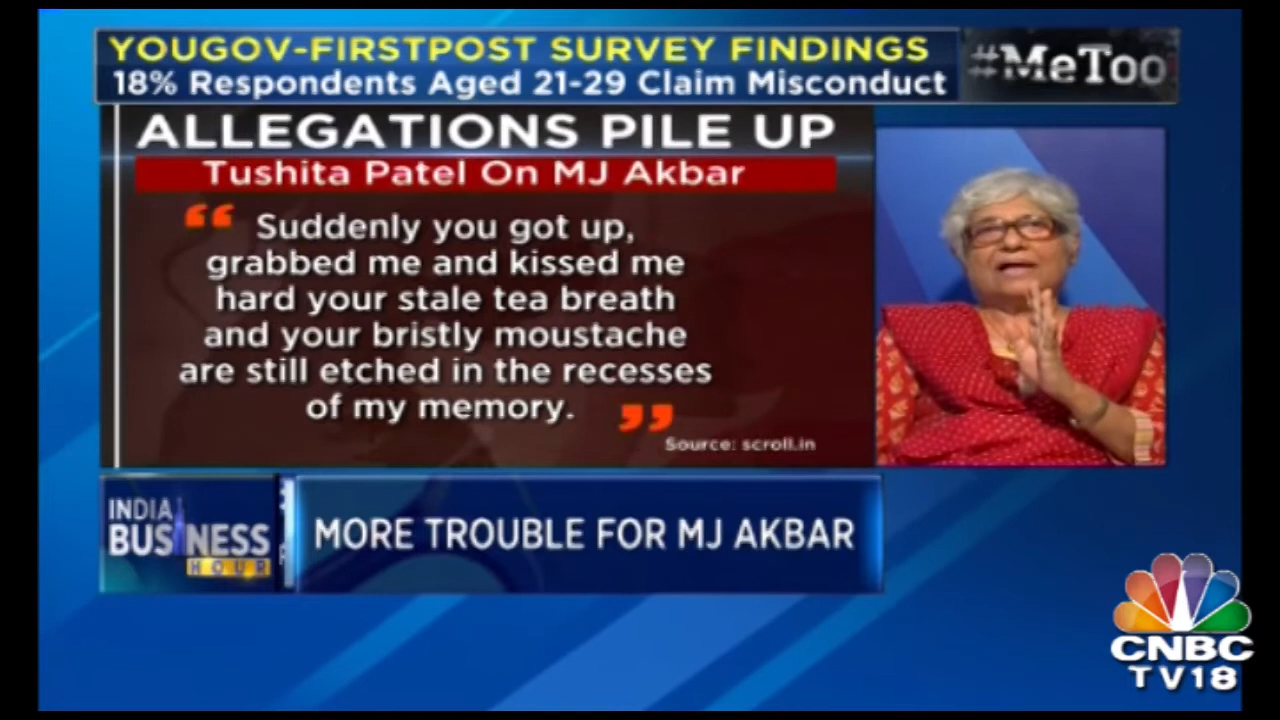 YOUGOV-FIRSTPOST SURVEY FINDINGS
18% Respondents Aged 21-29 Claim Misconduct
#MeToo
ALLEGATIONS PILE UP
Tushita Patel On MJ Akbar
“ Suddenly you got up,
grabbed me and kissed me
hard your stale tea breath
and your bristly moustache
are still etched in the recesses
of my memory. ”
Source: scroll.in
INDIA
BUSINESS
HOUR
MORE TROUBLE FOR MJ AKBAR
CNBC
TV18